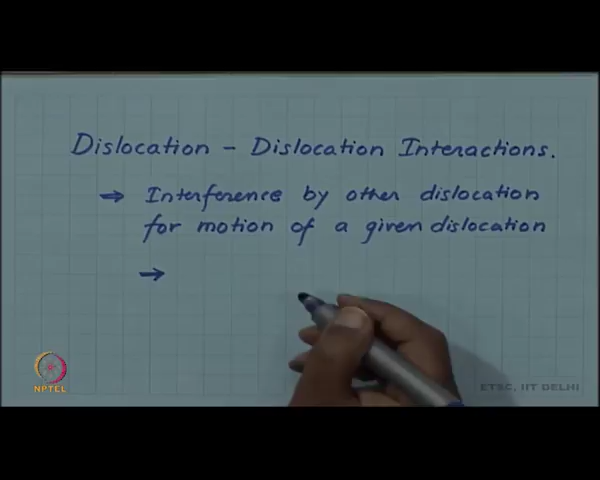 Dislocation - Dislocation Interactions.
⇒ Interference by other dislocation
for motion of a given dislocation
→
NPTEL
ETSC, IIT DELHI